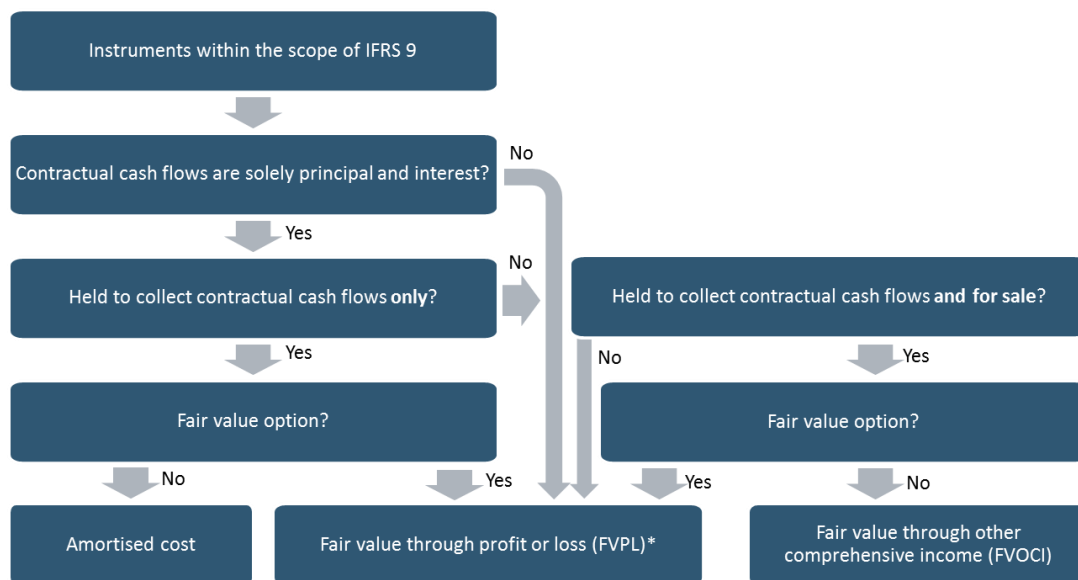 Instruments within the scope of IFRS 9
Contractual cash flows are solely principal and interest?
No
Yes
Held to collect contractual cash flows only?
No
Held to collect contractual cash flows and for sale?
Yes
No
Yes
Fair value option?
Fair value option?
No
Yes
Yes
No
Amortised cost
Fair value through profit or loss (FVPL)*
Fair value through other
comprehensive income (FVOCI)